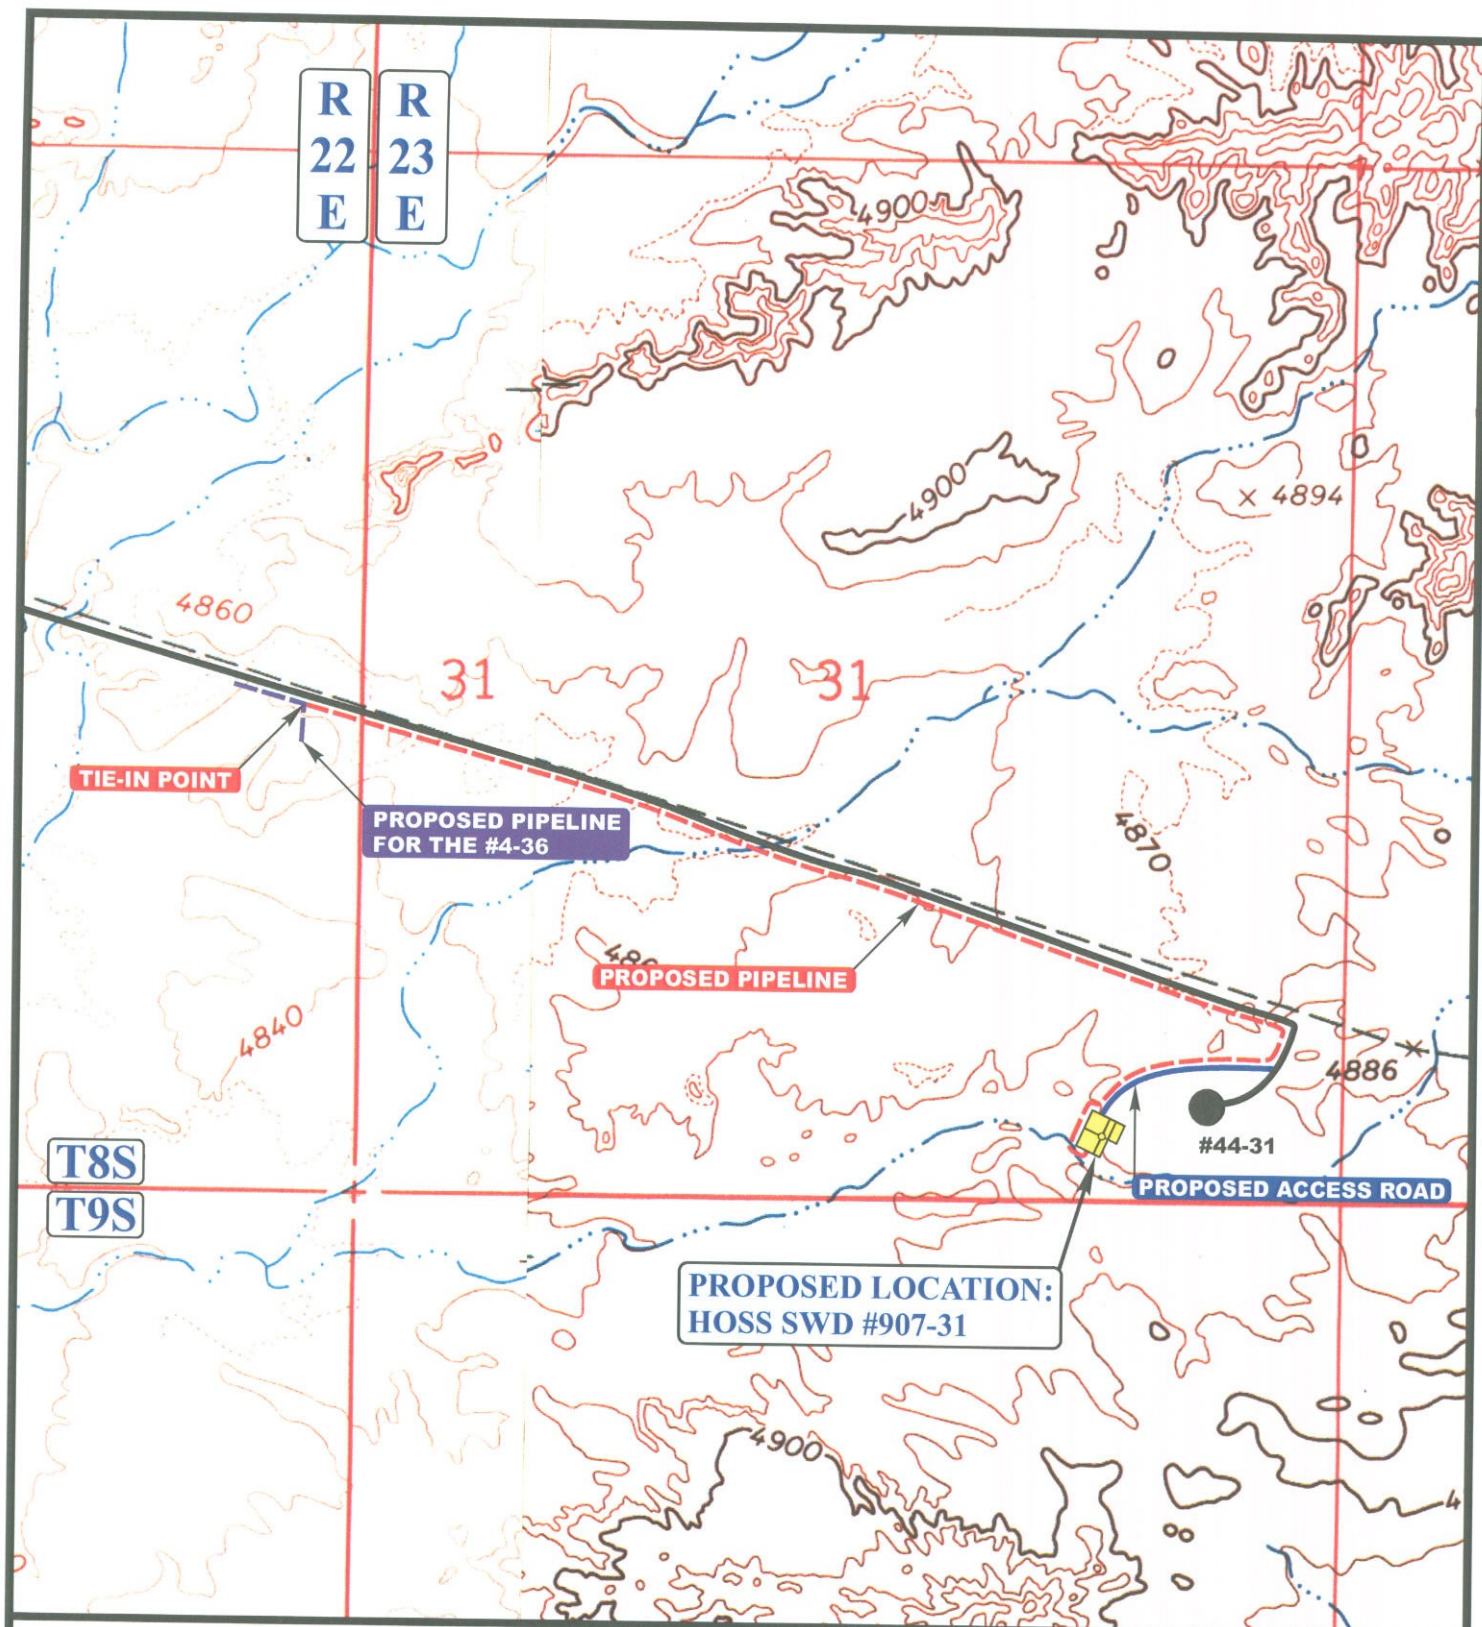 R R
22 23
E E
4900
4900
4894
4860
31 31
TIE-IN POINT
PROPOSED PIPELINE
FOR THE #4-36
4870
PROPOSED PIPELINE
4840
4886
#44-31
T8S
T9S
PROPOSED ACCESS ROAD
PROPOSED LOCATION:
HOSS SWD #907-31
4900